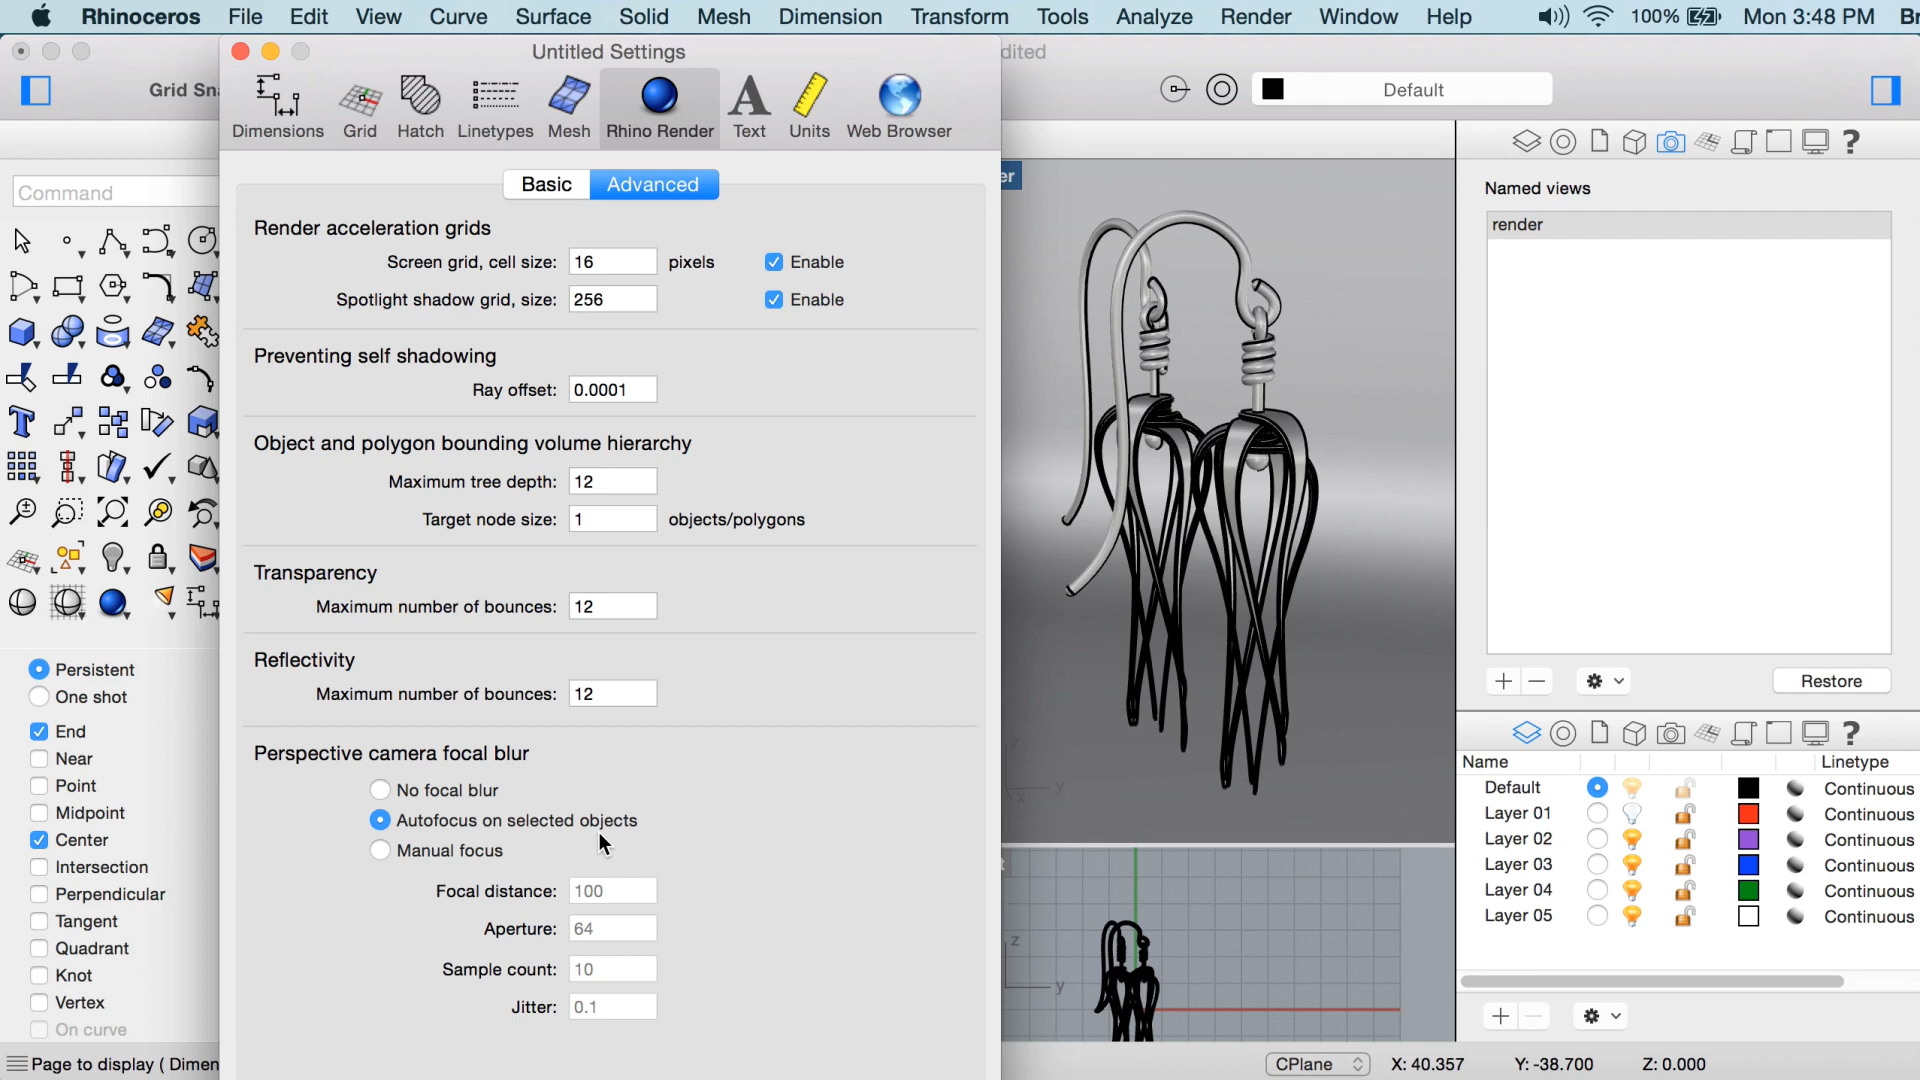 Rhinoceros File Edit View Curve Surface Solid Mesh Dimension Transform Tools Analyze Render Window Help 100% Mon 3:48 PM
Untitled Settings
Grid
Default
Dimensions Grid Hatch Linetypes Mesh Rhino Render Text Units Web Browser
Command
Basic Advanced
Named views
render
Render acceleration grids
Screen grid, cell size: 16 pixels Enable
Spotlight shadow grid, size: 256 Enable
Preventing self shadowing
Ray offset: 0.0001
Object and polygon bounding volume hierarchy
Maximum tree depth: 12
Target node size: 1 objects/polygons
Transparency
Maximum number of bounces: 12
Reflectivity
Maximum number of bounces: 12
Perspective camera focal blur
No focal blur
Autofocus on selected objects
Manual focus
Focal distance: 100
Aperture: 64
Sample count: 10
Jitter: 0.1
Persistent
One shot
End
Near
Point
Midpoint
Center
Intersection
Perpendicular
Tangent
Quadrant
Knot
Vertex
On curve
Page to display ( Dimen
z
y
x
z
y
Restore
Name Linetype
Default Continuous
Layer 01 Continuous
Layer 02 Continuous
Layer 03 Continuous
Layer 04 Continuous
Layer 05 Continuous
CPlane X: 40.357 Y: -38.700 Z: 0.000